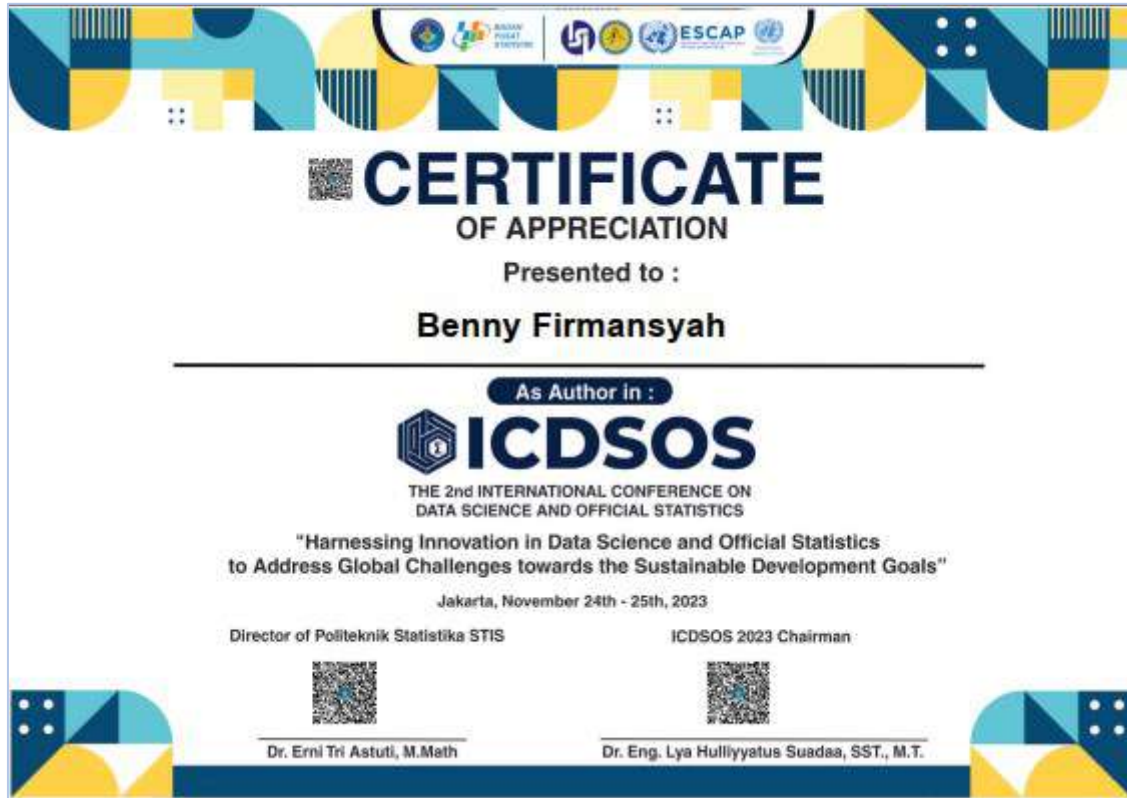 BADAN
PUSAT
STATISTIK
ESCAP
CERTIFICATE
OF APPRECIATION
Presented to :
Benny Firmansyah
As Author in :
ICDSOS
THE 2nd INTERNATIONAL CONFERENCE ON
DATA SCIENCE AND OFFICIAL STATISTICS
"Harnessing Innovation in Data Science and Official Statistics
to Address Global Challenges towards the Sustainable Development Goals"
Jakarta, November 24th - 25th, 2023
Director of Politeknik Statistika STIS
ICDSOS 2023 Chairman
Dr. Erni Tri Astuti, M.Math
Dr. Eng. Lya Hulliyyatus Suadaa, SST., M.T.